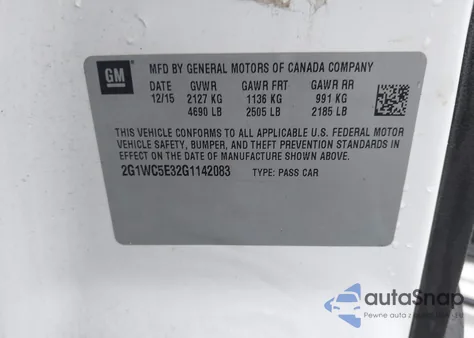 GM
MFD BY GENERAL MOTORS OF CANADA COMPANY
DATE GVWR GAWR FRT GAWR RR
12/15 2127 KG 1136 KG 991 KG
4690 LB 2505 LB 2185 LB
THIS VEHICLE CONFORMS TO ALL APPLICABLE U.S. FEDERAL MOTOR
VEHICLE SAFETY, BUMPER, AND THEFT PREVENTION STANDARDS
IN EFFECT ON THE DATE OF MANUFACTURE SHOWN ABOVE.
2G1WC5E32G1142083 TYPE: PASS CAR
autoSnap
Pewne auta z